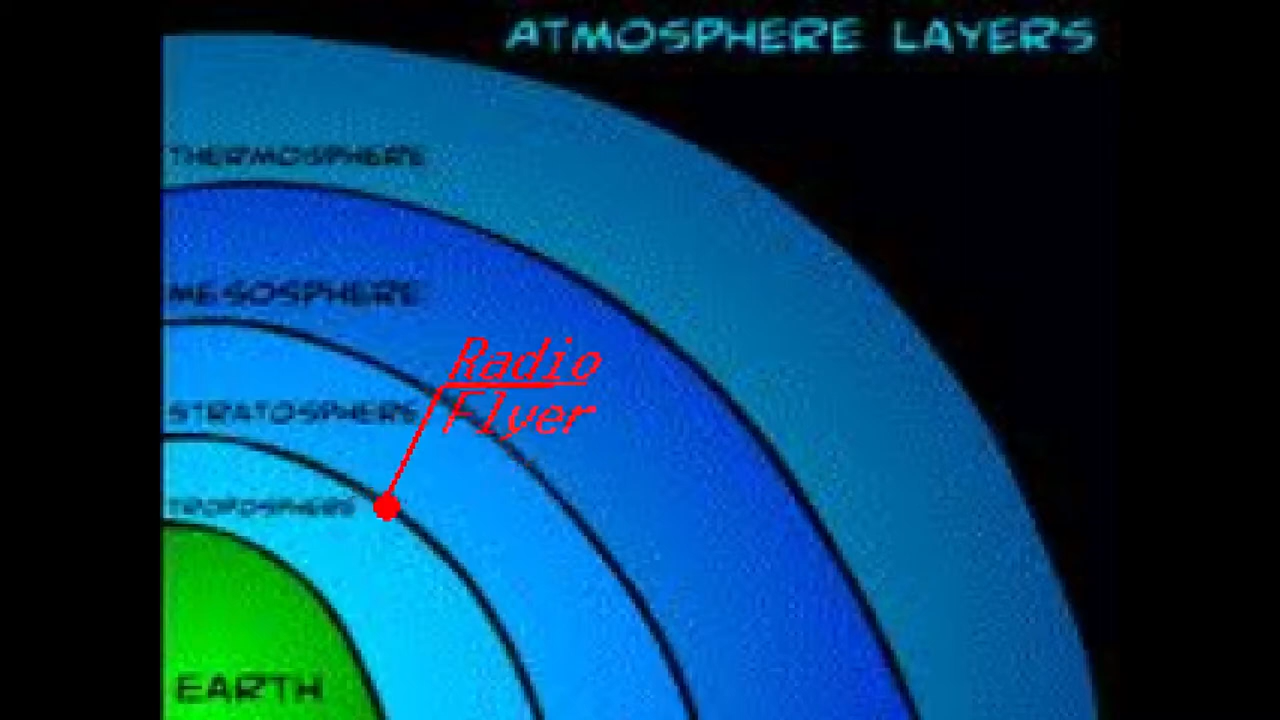 ATMOSPHERE LAYERS
THERMOSPHERE
MESOSPHERE
Radio
Flyer
STRATOSPHERE
TROPOSPHERE
EARTH